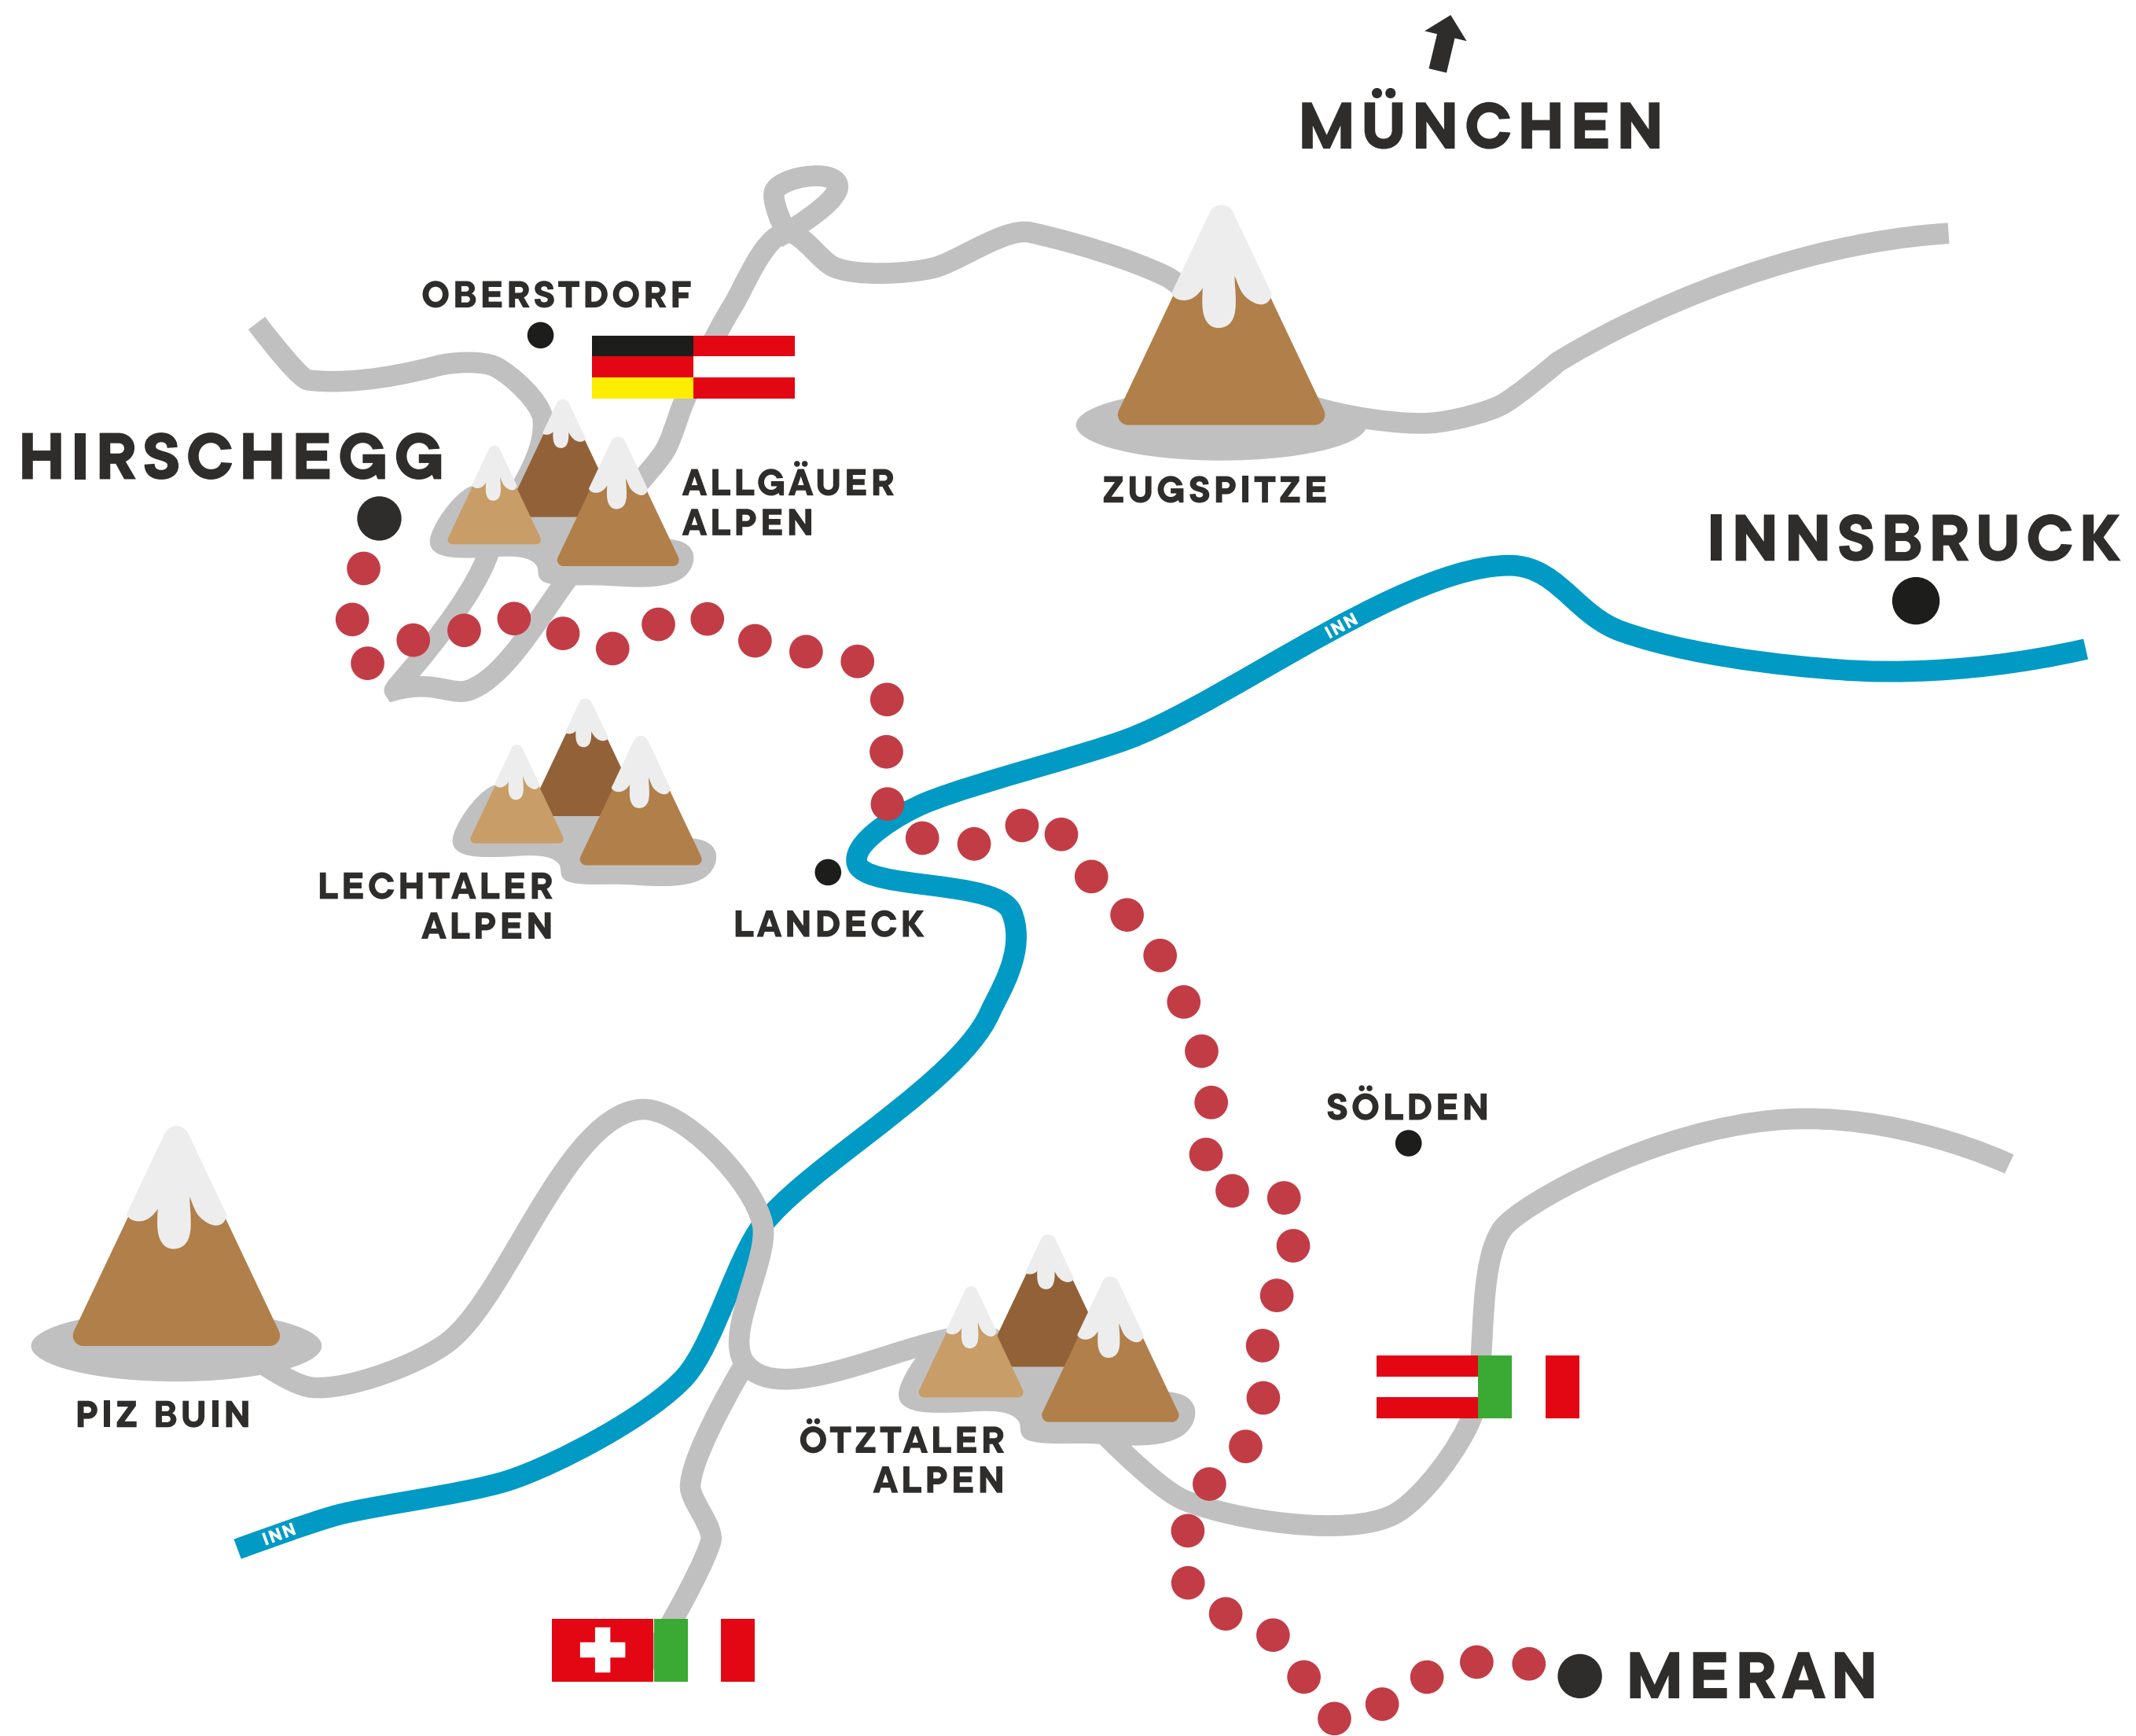 MÜNCHEN
OBERSTDORF
HIRSCHEGG
ALLGÄUER
ALPEN
ZUGSPITZE
INNSBRUCK
INN
LECHTALER
ALPEN
LANDECK
SÖLDEN
PIZ BUIN
ÖTZTALER
ALPEN
INN
MERAN